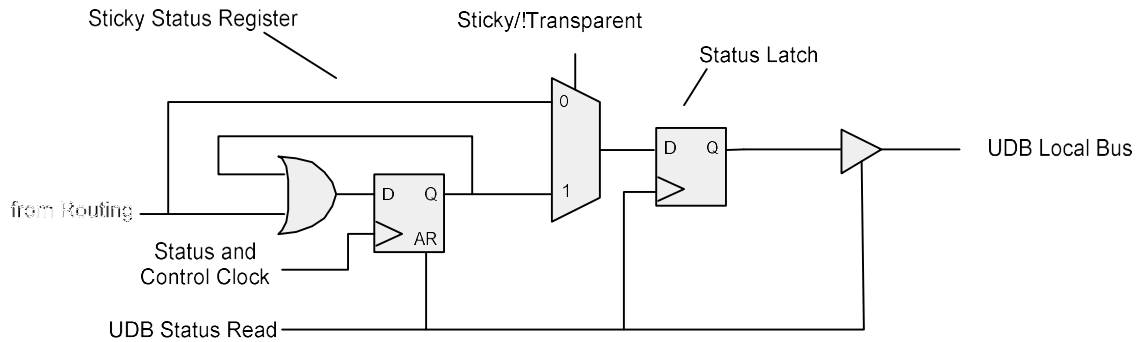 Sticky Status Register
Sticky/!Transparent
Status Latch
0
D Q
UDB Local Bus
1
D Q
from Routing
AR
Status and
Control Clock
UDB Status Read